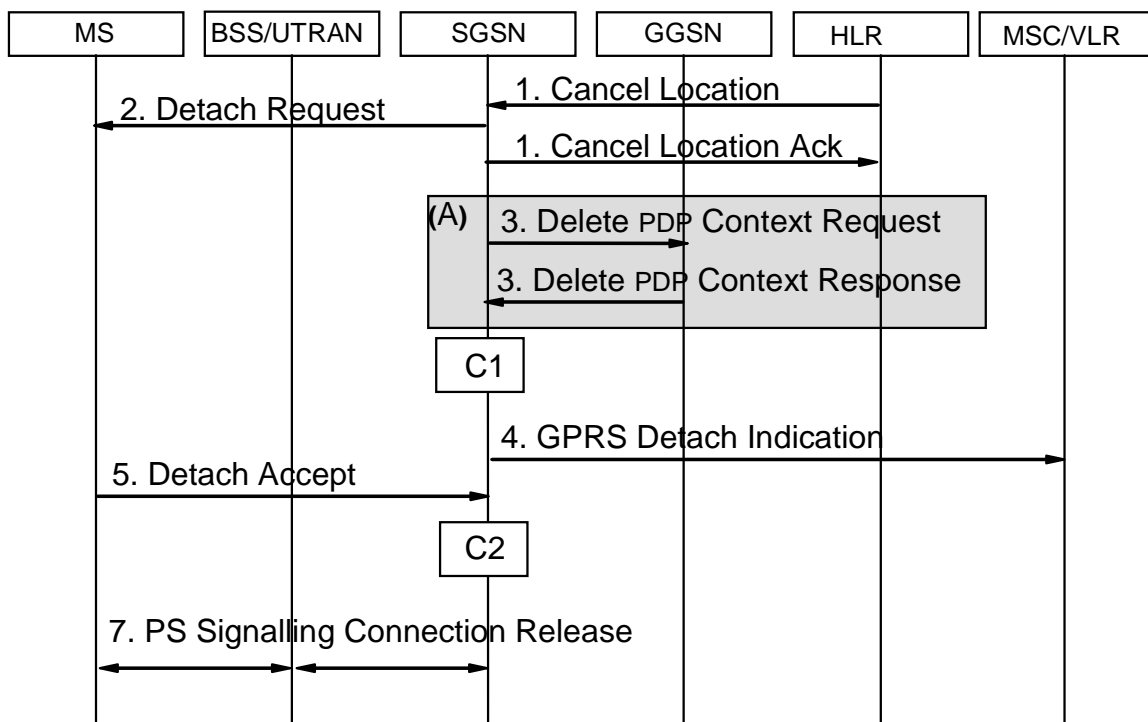 MS
BSS/UTRAN
SGSN
GGSN
HLR
MSC/VLR
1. Cancel Location
2. Detach Request
1. Cancel Location Ack
(A)
3. Delete PDP Context Request
3. Delete PDP Context Response
C1
4. GPRS Detach Indication
5. Detach Accept
C2
7. PS Signalling Connection Release